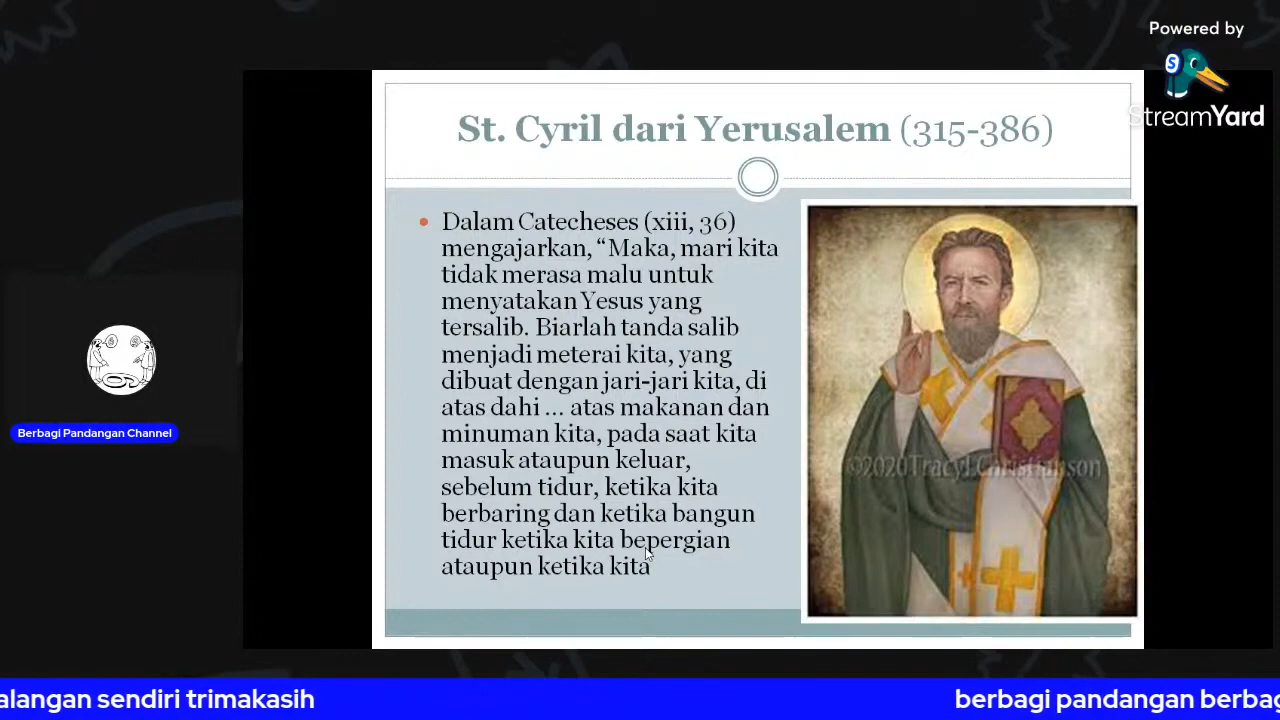 Powered by
StreamYard
St. Cyril dari Yerusalem (315-386)
Dalam Catecheses (xiii, 36)
mengajarkan, “Maka, mari kita
tidak merasa malu untuk
menyatakan Yesus yang
tersalib. Biarlah tanda salib
menjadi meterai kita, yang
dibuat dengan jari-jari kita, di
atas dahi ... atas makanan dan
minuman kita, pada saat kita
masuk ataupun keluar,
sebelum tidur, ketika kita
berbaring dan ketika bangun
tidur ketika kita bepergian
ataupun ketika kita
©2020TracyL.Christianson
Berbagi Pandangan Channel
alangan sendiri trimakasih
berbagi pandangan berbag